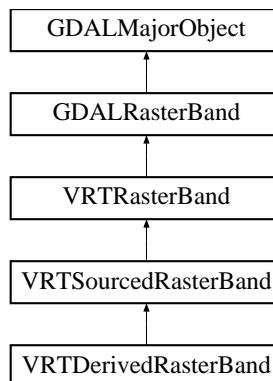 GDALMajorObject
GDALRasterBand
VRTRasterBand
VRTSourcedRasterBand
VRTDerivedRasterBand